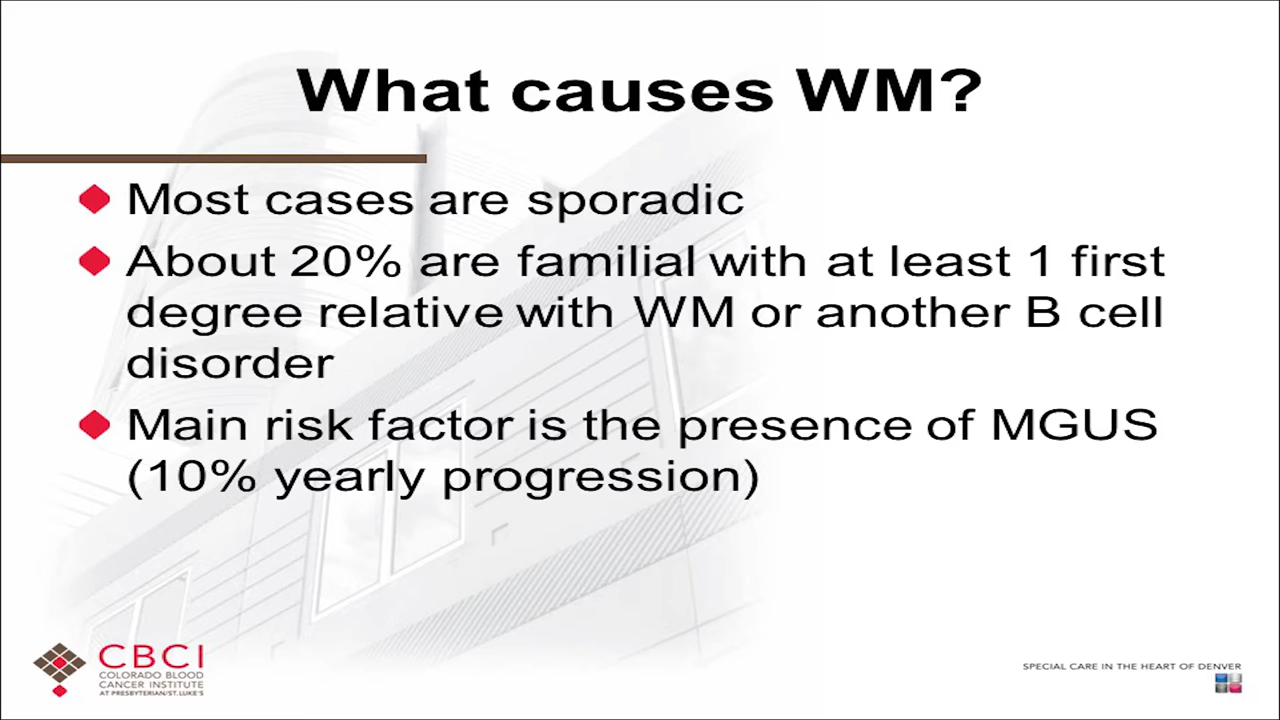 What causes WM?
Most cases are sporadic
About 20% are familial with at least 1 first
degree relative with WM or another B cell
disorder
Main risk factor is the presence of MGUS
(10% yearly progression)
CBCI
COLORADO BLOOD
CANCER INSTITUTE
AT PRESBYTERIAN/ST. LUKE'S
SPECIAL CARE IN THE HEART OF DENVER